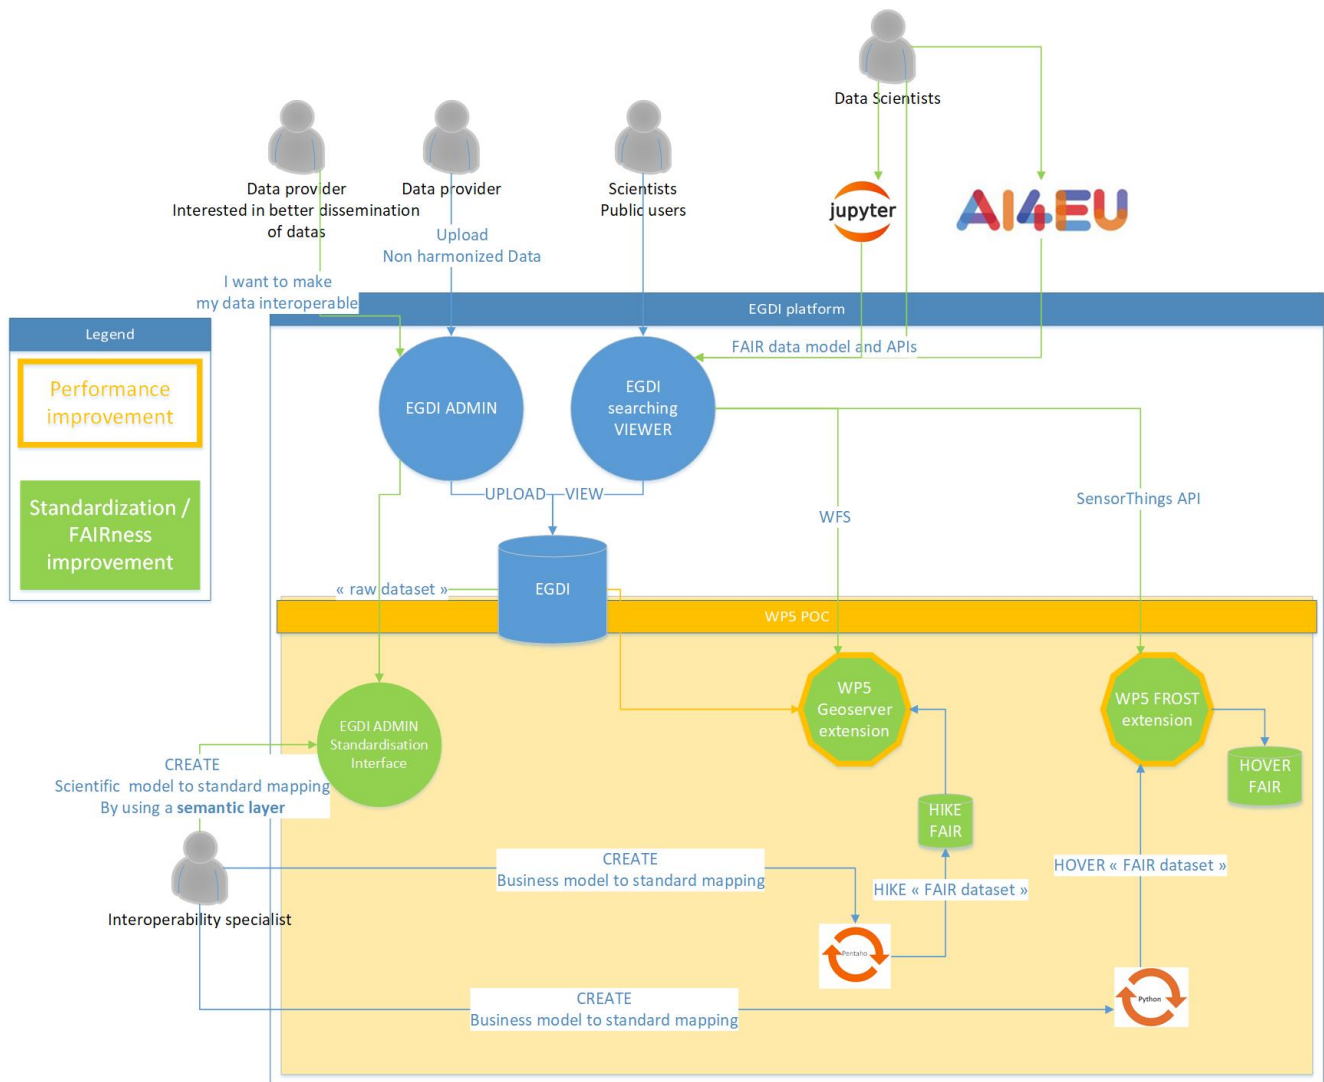 Data Scientists
Data provider
Interested in better dissemination
of datas
Data provider
Scientists
Public users
jupyter
AI4EU
Upload
Non harmonized Data
I want to make
my data interoperable
EGDI platform
Legend
Performance
improvement
Standardization /
FAIRness
improvement
FAIR data model and APIs
EGDI ADMIN
EGDI
searching
VIEWER
UPLOAD
VIEW
WFS
SensorThings API
« raw dataset »
EGDI
WP5 POC
EGDI ADMIN
Standardisation
Interface
WP5
Geoserver
extension
WP5 FROST
extension
HOVER
FAIR
HIKE
FAIR
CREATE
Scientific  model to standard mapping
By using a semantic layer
Interoperability specialist
CREATE
Business model to standard mapping
HIKE « FAIR dataset »
HOVER « FAIR dataset »
Pentaho
Python
CREATE
Business model to standard mapping